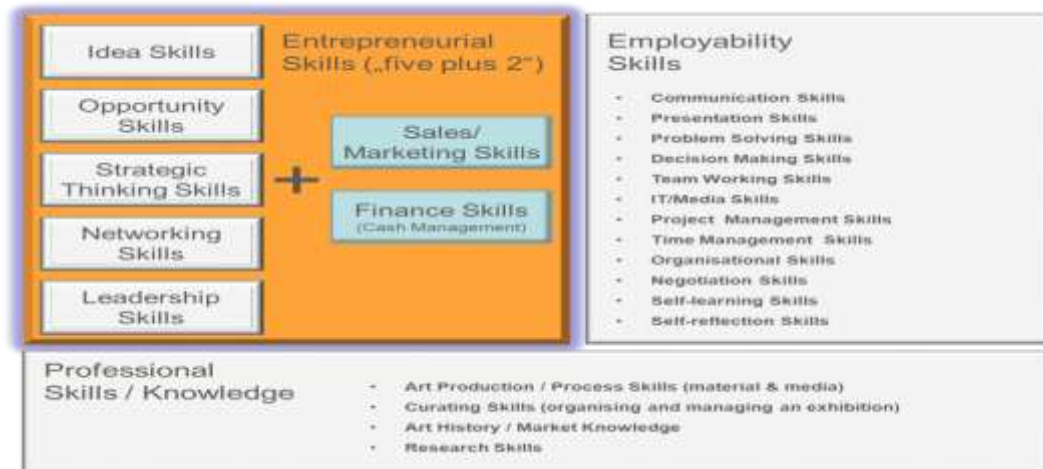 Idea Skills
Opportunity
Skills
Strategic
Thinking Skills
Networking
Skills
Leadership
Skills
Entrepreneurial
Skills („five plus 2“)
+
Sales/
Marketing Skills
Finance Skills
(Cash Management)
Employability
Skills
• Communication Skills
• Presentation Skills
• Problem Solving Skills
• Decision Making Skills
• Team Working Skills
• IT/Media Skills
• Project Management Skills
• Time Management Skills
• Organisational Skills
• Negotiation Skills
• Self-learning Skills
• Self-reflection Skills
Professional
Skills / Knowledge
• Art Production / Process Skills (material & media)
• Curating Skills (organising and managing an exhibition)
• Art History / Market Knowledge
• Research Skills